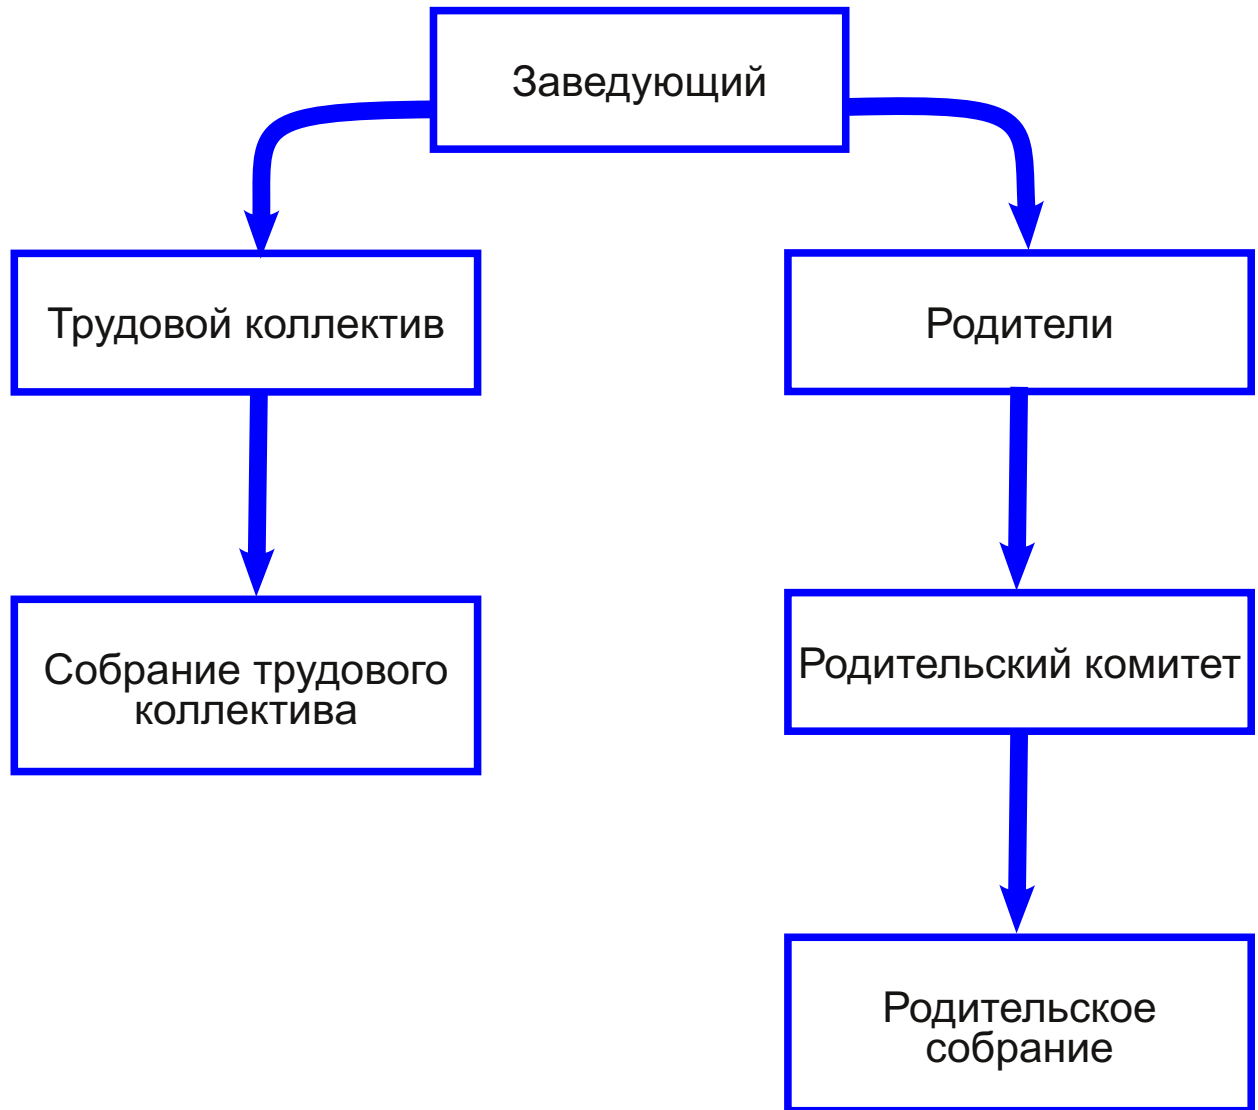 Заведующий
Трудовой коллектив
Родители
Собрание трудового
коллектива
Родительский комитет
Родительское
собрание